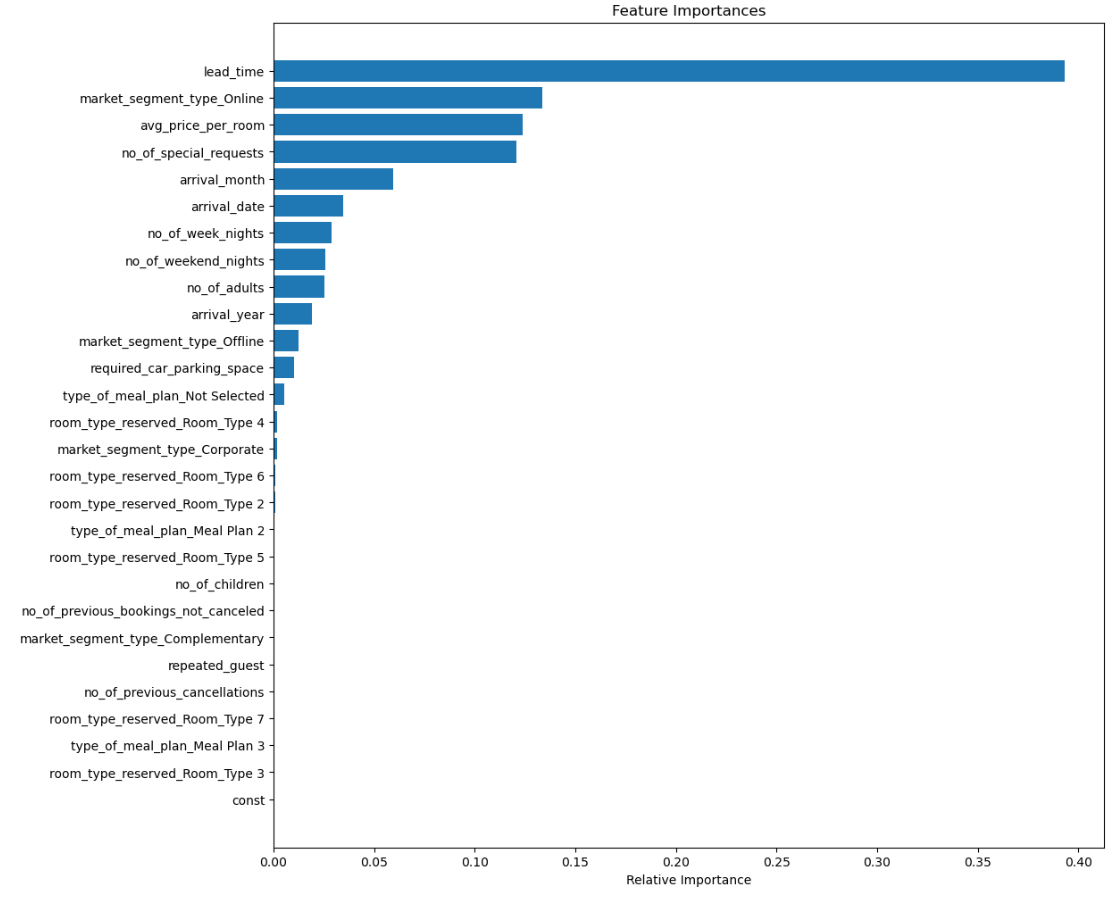 Feature Importances
lead_time
market_segment_type_Online
avg_price_per_room
no_of_special_requests
arrival_month
arrival_date
no_of_week_nights
no_of_weekend_nights
no_of_adults
arrival_year
market_segment_type_Offline
required_car_parking_space
type_of_meal_plan_Not Selected
room_type_reserved_Room_Type 4
market_segment_type_Corporate
room_type_reserved_Room_Type 6
room_type_reserved_Room_Type 2
type_of_meal_plan_Meal Plan 2
room_type_reserved_Room_Type 5
no_of_children
no_of_previous_bookings_not_canceled
market_segment_type_Complementary
repeated_guest
no_of_previous_cancellations
room_type_reserved_Room_Type 7
type_of_meal_plan_Meal Plan 3
room_type_reserved_Room_Type 3
const
0.00 0.05 0.10 0.15 0.20 0.25 0.30 0.35 0.40
Relative Importance